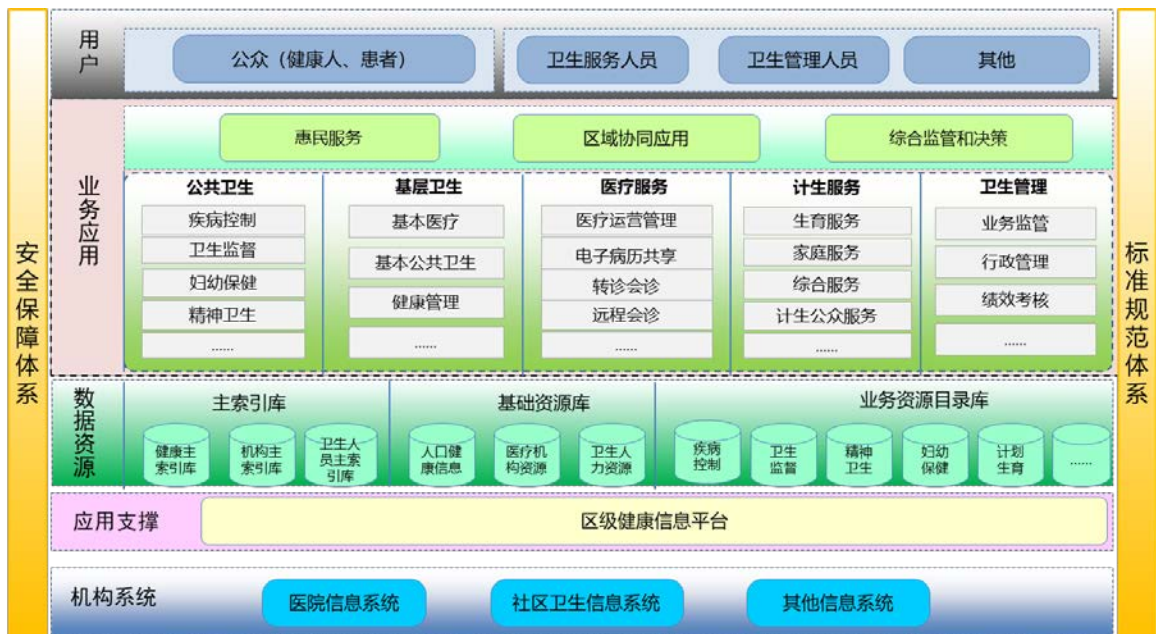 安全保障体系
用户
公众（健康人、患者）
卫生服务人员
卫生管理人员
其他
业务应用
惠民服务
区域协同应用
综合监管和决策
公共卫生
疾病控制
卫生监督
妇幼保健
精神卫生
......
基层卫生
基本医疗
基本公共卫生
健康管理
......
医疗服务
医疗运营管理
电子病历共享
转诊会诊
远程会诊
......
计生服务
生育服务
家庭服务
综合服务
计生公众服务
......
卫生管理
业务监管
行政管理
绩效考核
......
数据资源
主索引库
健康主
索引库
机构主
索引库
卫生人
员主索
引库
基础资源库
人口健
康信息
医疗机
构资源
卫生人
力资源
业务资源目录库
疾病
控制
卫生
监督
精神
卫生
妇幼
保健
计划
生育
......
应用支撑
区级健康信息平台
机构系统
医院信息系统
社区卫生信息系统
其他信息系统
标准规范体系